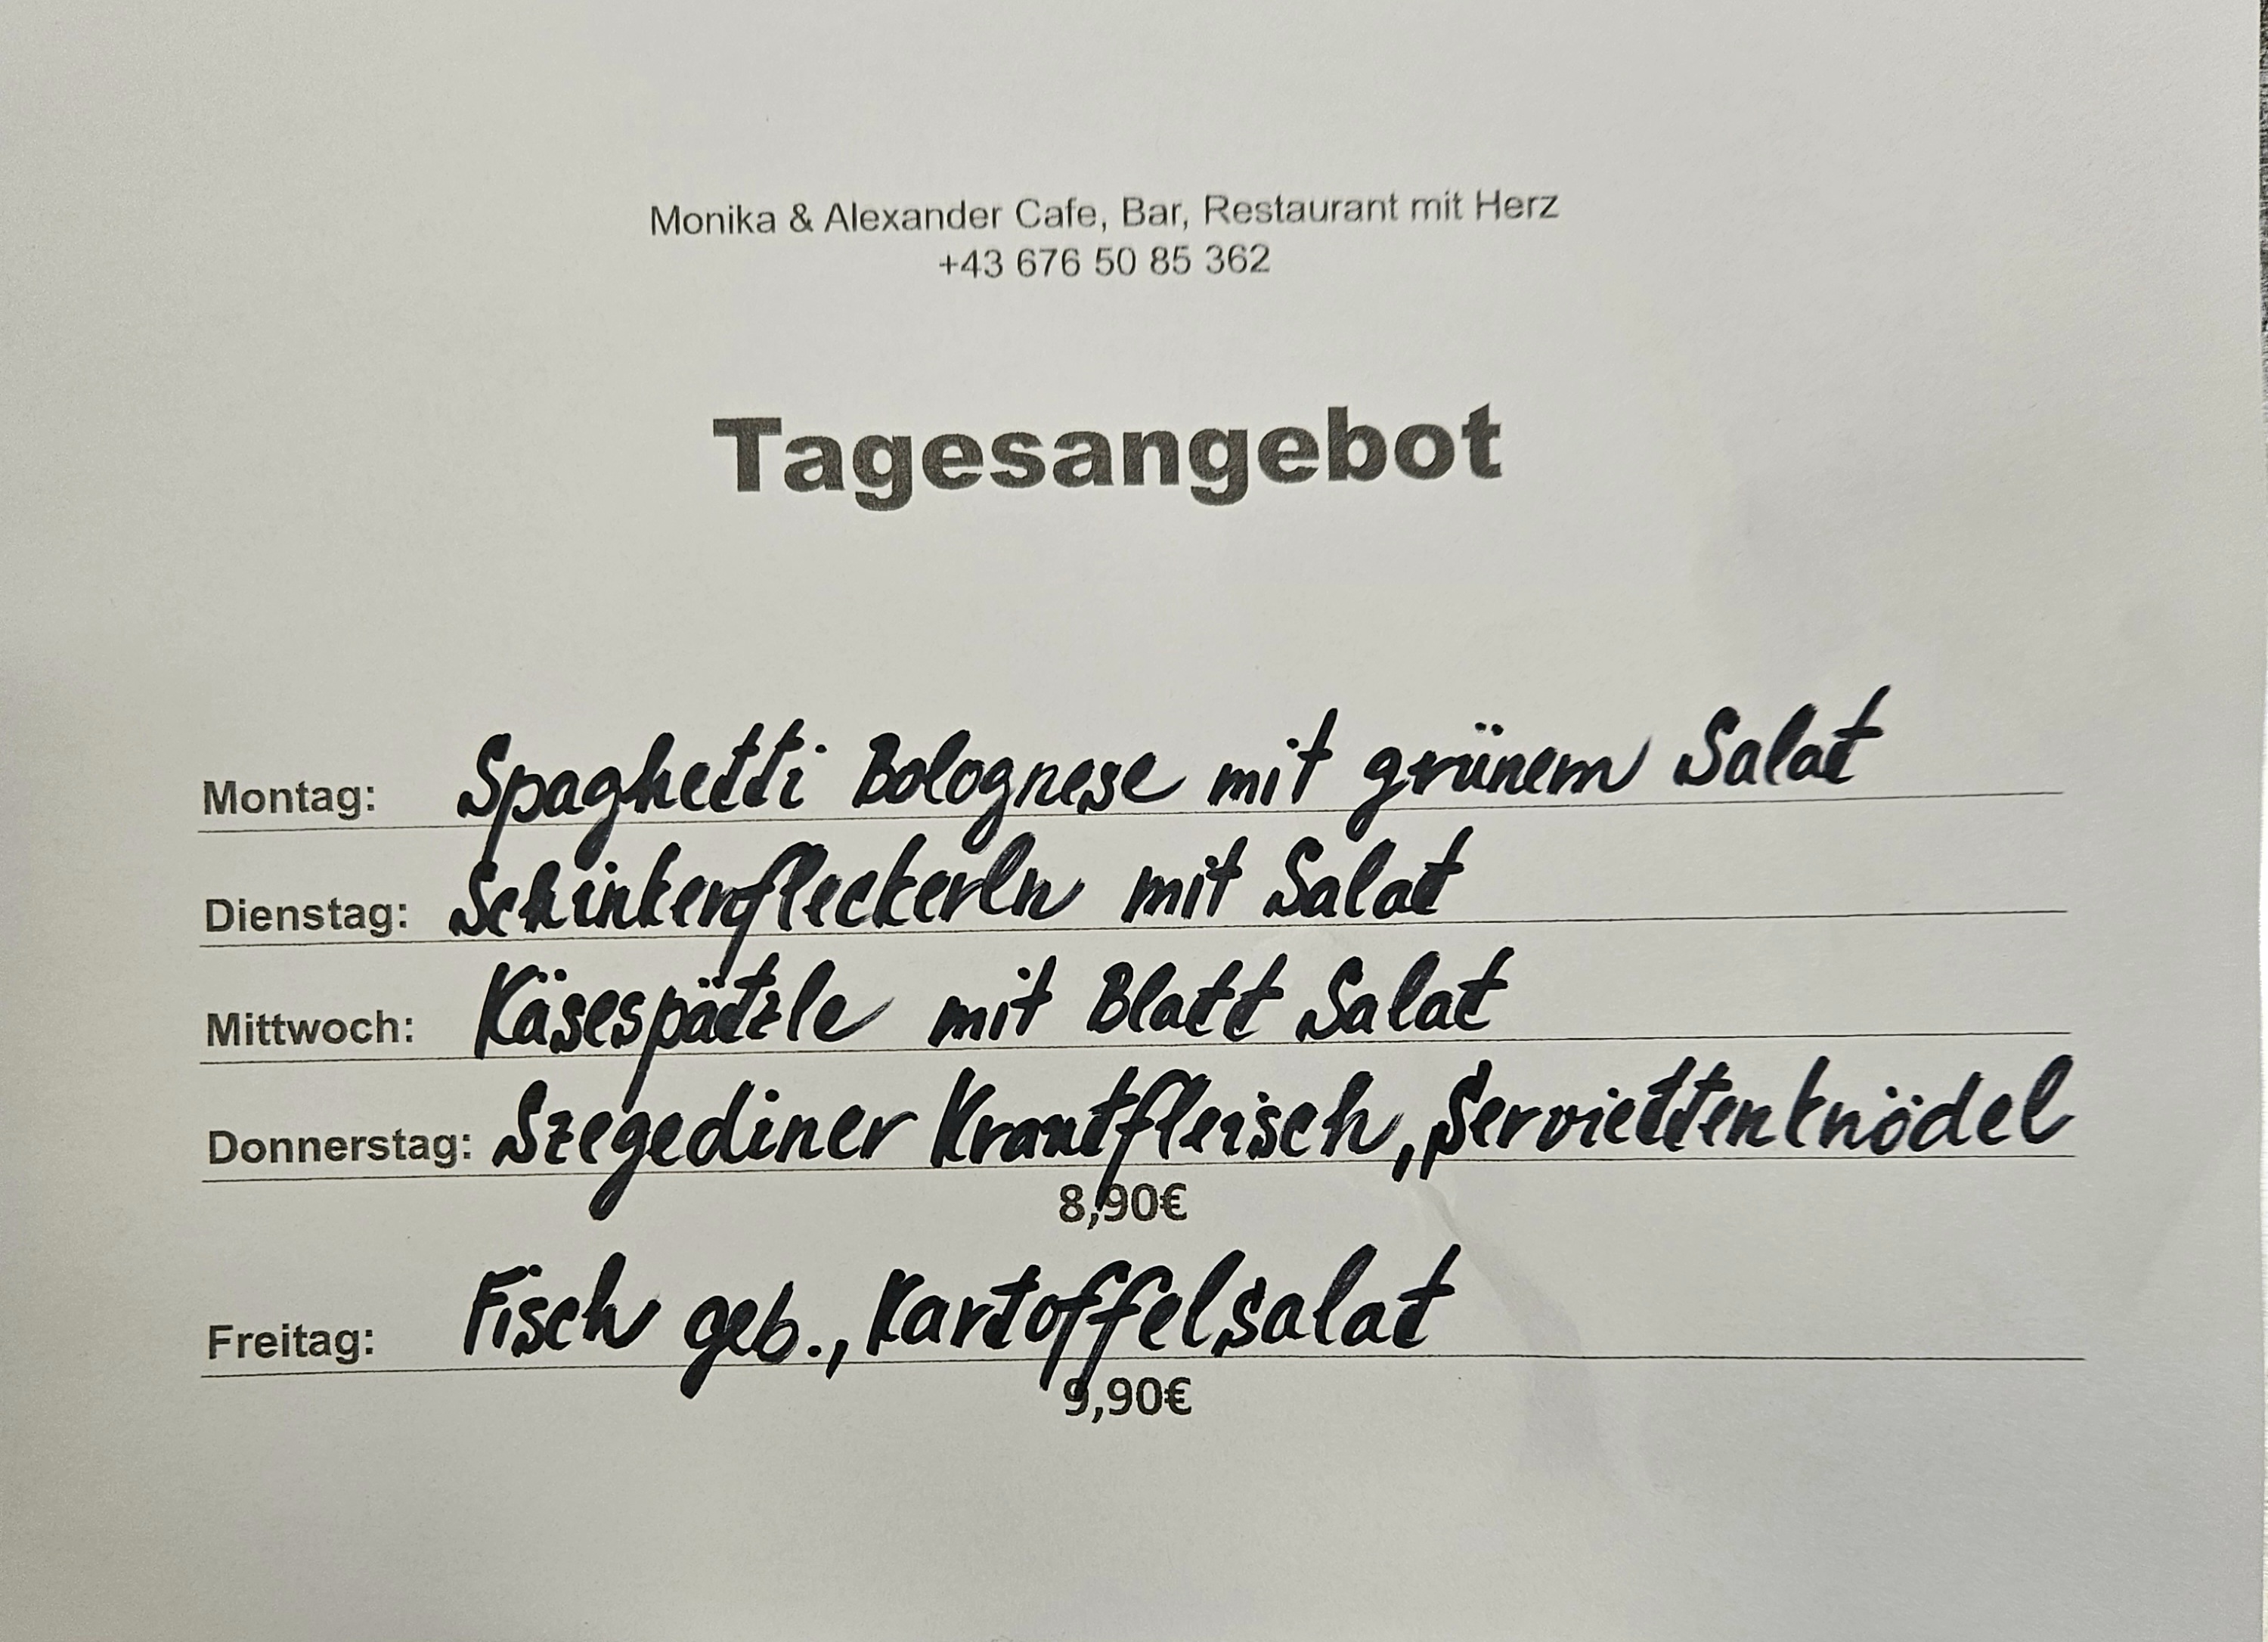 Monika & Alexander Cafe, Bar, Restaurant mit Herz
+43 676 50 85 362
Tagesangebot
Montag: Spaghetti Bolognese mit grünem Salat
Dienstag: Schinkenfleckerln mit Salat
Mittwoch: Käsespätzle mit Blatt Salat
Donnerstag: Szegediner Krautfleisch, Serviettenknödel
8,90€
Freitag: Fisch geb., Kartoffelsalat
9,90€